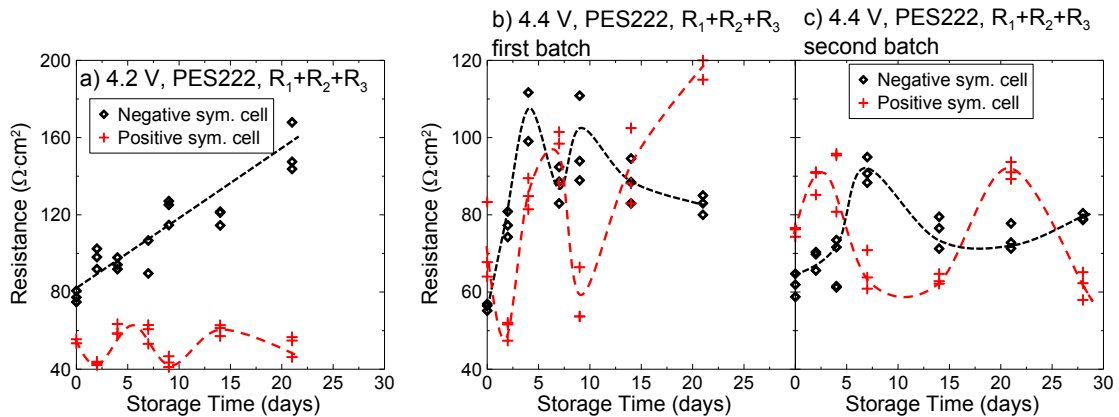 a) 4.2 V, PES222, R1+R2+R3
Negative sym. cell
Positive sym. cell
Resistance (Ω·cm²)
200
160
120
80
40
0 5 10 15 20 25 30
Storage Time (days)
b) 4.4 V, PES222, R1+R2+R3
first batch
Resistance (Ω·cm²)
120
100
80
60
40
0 5 10 15 20 25
Storage Time (days)
c) 4.4 V, PES222, R1+R2+R3
second batch
Negative sym. cell
Positive sym. cell
0 5 10 15 20 25 30
Storage Time (days)